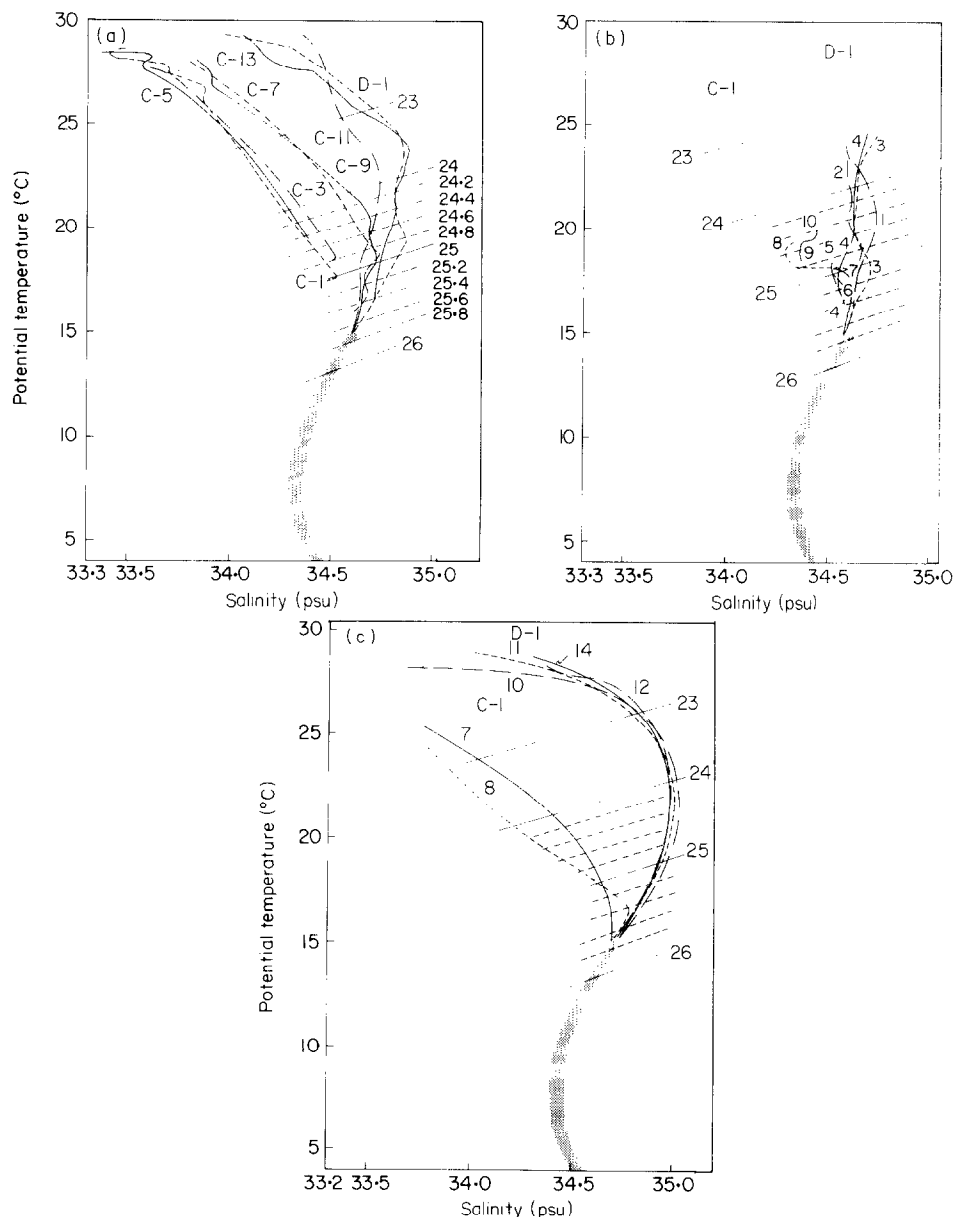 30
(a)
C-13
C-7
D-1
C-5
23
25
C-11
C-9
24
24·2
24·4
C-3
24·6
20
24·8
25
C-1
25·2
25·4
25·6
25·8
15
26
10
5
33·3 33·5 34·0 34·5 35·0
Salinity (psu)
Potential temperature (°C)
30
(b)
D-1
C-1
25
4
3
23
2
24
20
10
1
8
5
4
9
7
3
25
6
4
15
26
10
5
33·3 33·5 34·0 34·5 35·0
Salinity (psu)
30
(c)
D-1
11
14
10
12
C-1
23
25
7
24
8
20
25
15
26
10
5
33·2 33·5 34·0 34·5 35·0
Salinity (psu)
Potential temperature (°C)